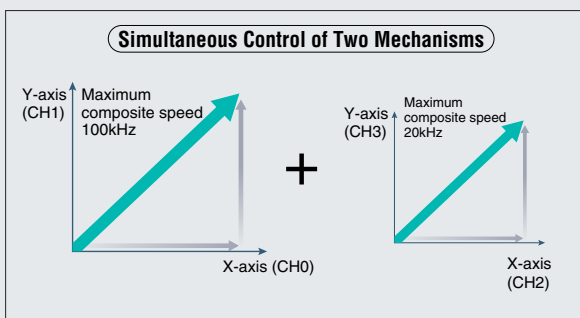 Simultaneous Control of Two Mechanisms
Y-axis
(CH1)
Maximum
composite speed
100kHz
X-axis (CH0)
+
Y-axis
(CH3)
Maximum
composite speed
20kHz
X-axis
(CH2)